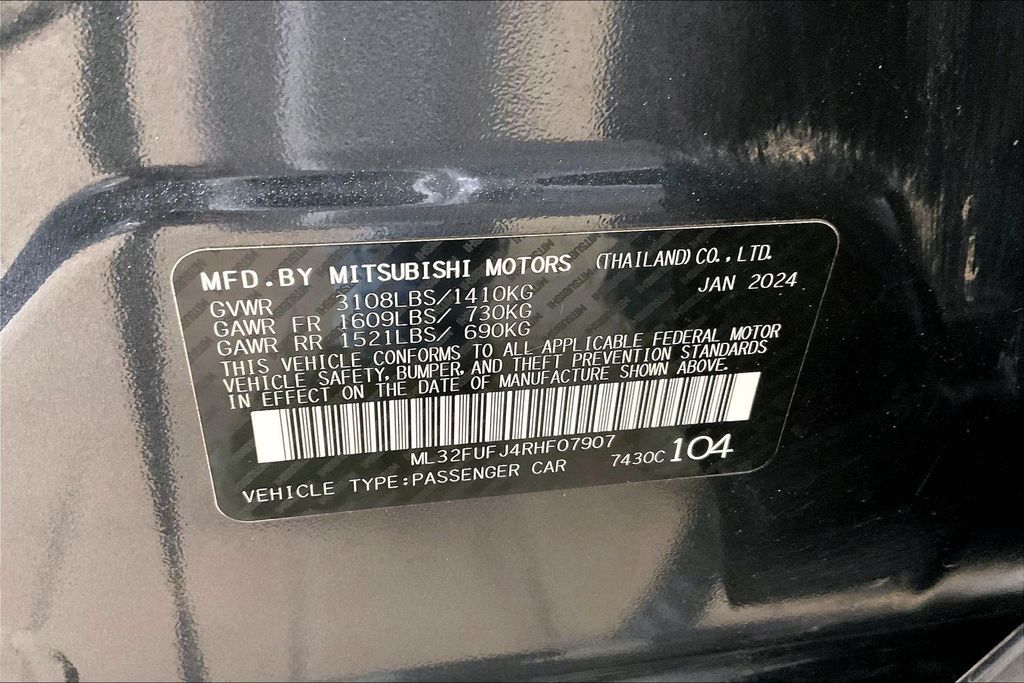 MFD.BY MITSUBISHI MOTORS (THAILAND) CO., LTD.
GVWR 3108LBS/1410KG JAN 2024
GAWR FR 1609LBS/ 730KG
GAWR RR 1521LBS/ 690KG
THIS VEHICLE CONFORMS TO ALL APPLICABLE FEDERAL MOTOR
VEHICLE SAFETY, BUMPER, AND THEFT PREVENTION STANDARDS
IN EFFECT ON THE DATE OF MANUFACTURE SHOWN ABOVE.
ML32FUFJ4RHF07907
VEHICLE TYPE:PASSENGER CAR 7430C 104